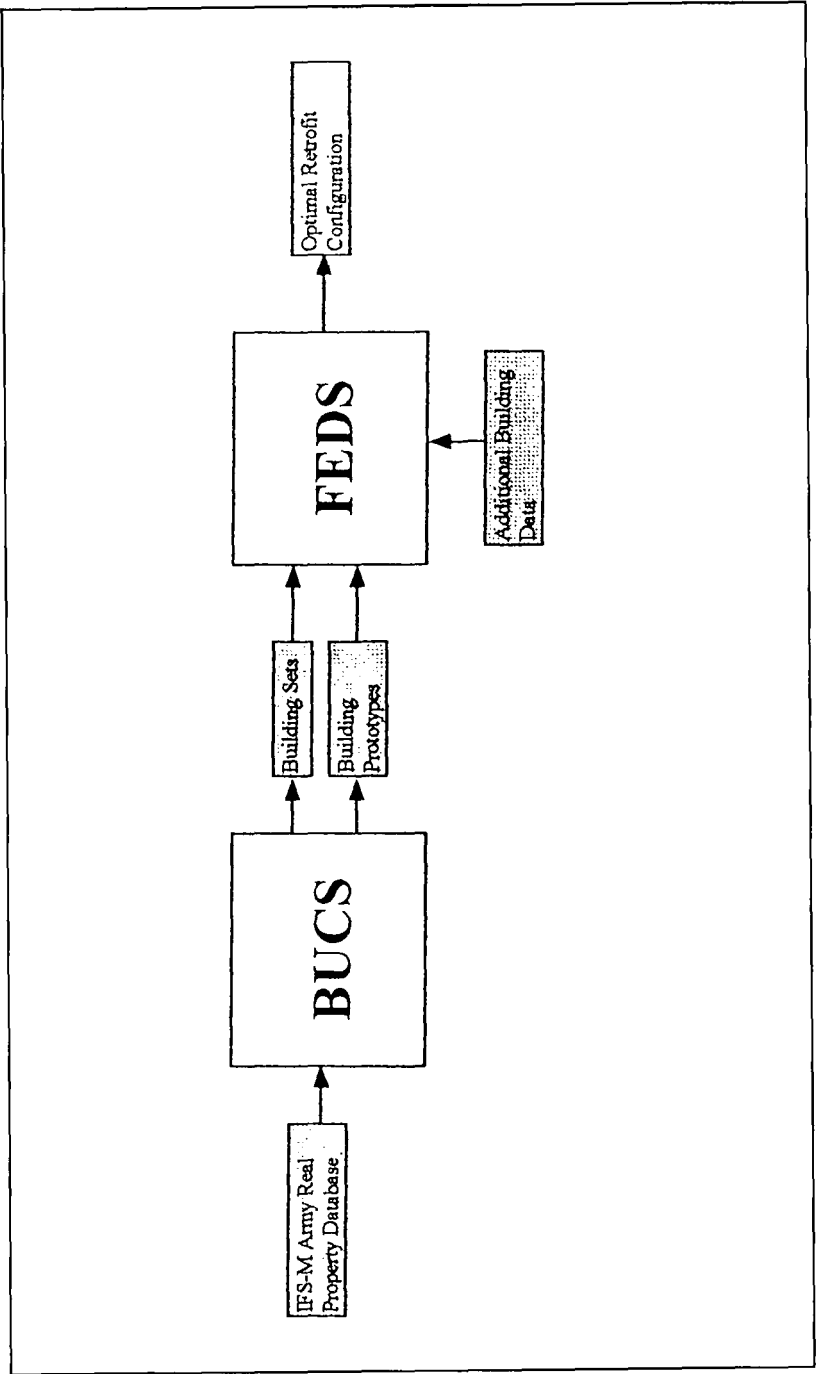 IFS-M Army Real
Property Database
BUCS
Building Sets
Building
Prototypes
FEDS
Additional Building
Data
Optimal Retrofit
Configuration